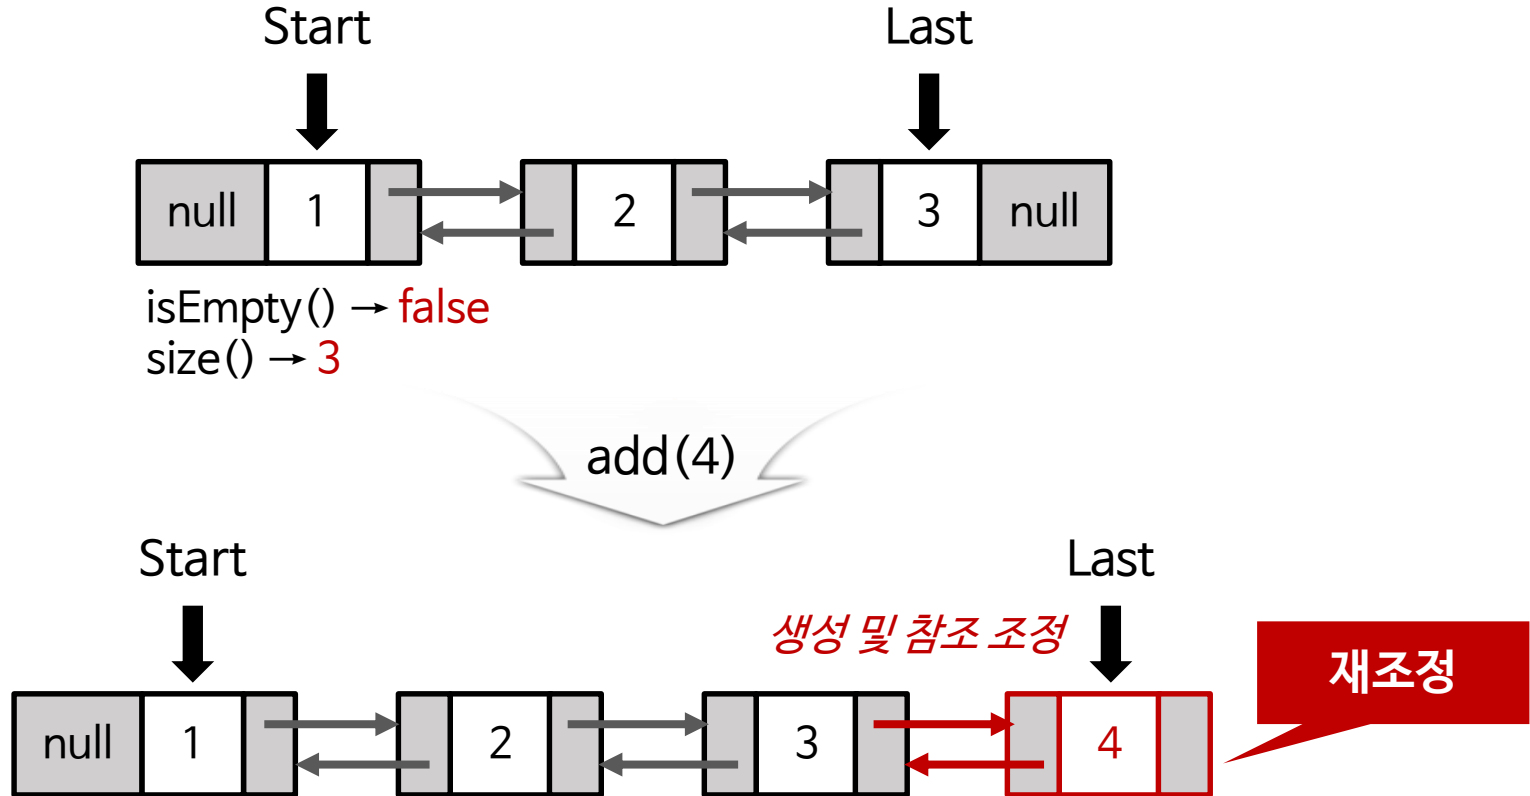 Start Last
null 1 2 3 null
isEmpty() → false
size() → 3
add(4)
Start Last
생성 및 참조 조정
재조정
null 1 2 3 4